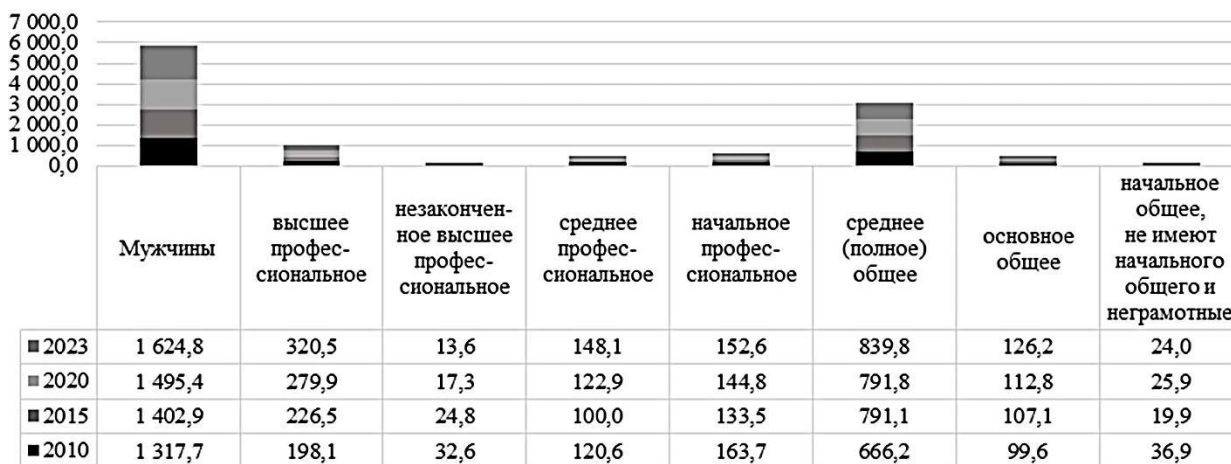 7 000,0
6 000,0
5 000,0
4 000,0
3 000,0
2 000,0
1 000,0
0,0
Мужчины
высшее
профес-
сиональное
незакончен-
ное высшее
профес-
сиональное
среднее
профес-
сиональное
начальное
профес-
сиональное
среднее
(полное)
общее
основное
общее
начальное
общее,
не имеют
начального
общего и
неграмотные
2023 1 624,8 320,5 13,6 148,1 152,6 839,8 126,2 24,0
2020 1 495,4 279,9 17,3 122,9 144,8 791,8 112,8 25,9
2015 1 402,9 226,5 24,8 100,0 133,5 791,1 107,1 19,9
2010 1 317,7 198,1 32,6 120,6 163,7 666,2 99,6 36,9